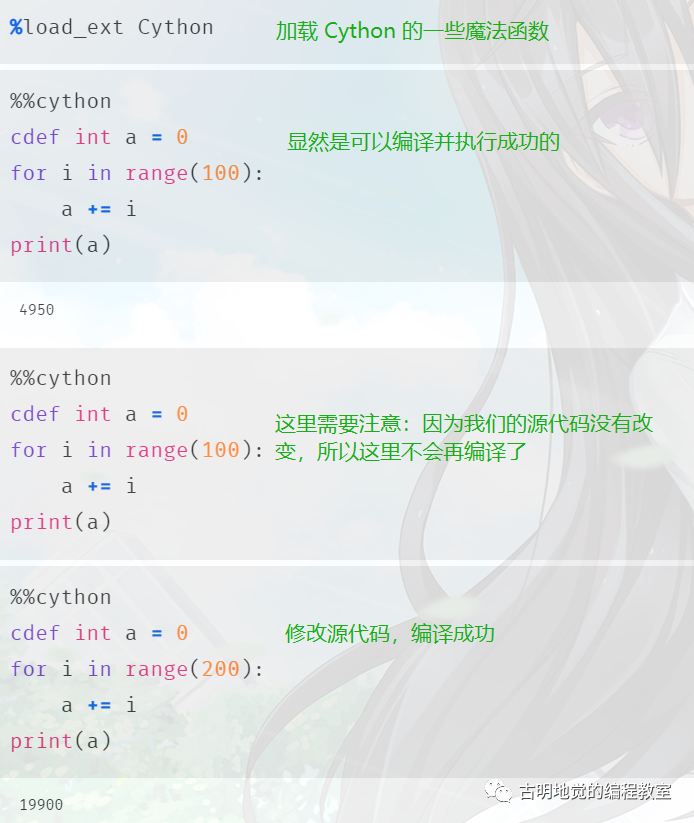 %load_ext Cython 加载 Cython 的一些魔法函数
%%cython
cdef int a = 0
显然是可以编译并执行成功的
for i in range(100):
    a += i
print(a)
4950
%%cython
cdef int a = 0
这里需要注意：因为我们的源代码没有改
for i in range(100):
变，所以这里不会再编译了
    a += i
print(a)
%%cython
cdef int a = 0
修改源代码，编译成功
for i in range(200):
    a += i
print(a)
古明地觉的编程教室
19900